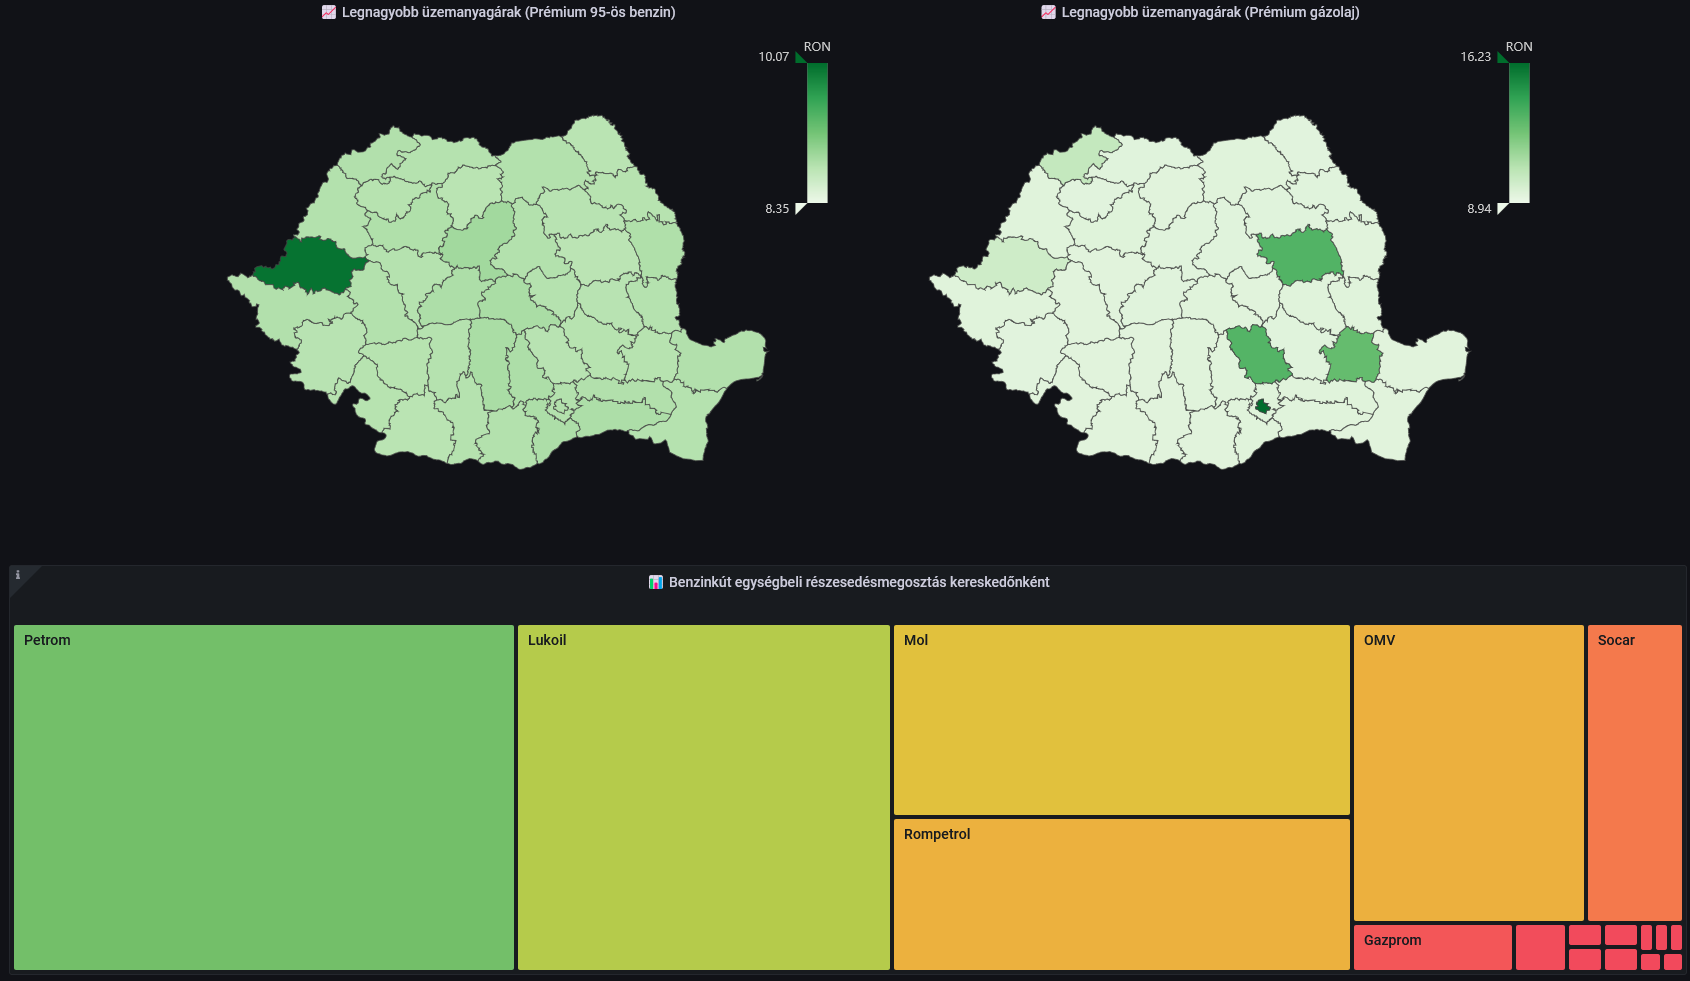 Legnagyobb üzemanyagárak (Prémium 95-ös benzin)
Legnagyobb üzemanyagárak (Prémium gázolaj)
RON
10.07
8.35
RON
16.23
8.94
i
Benzinkút egységbeli részesedésmegosztás kereskedőnként
Petrom
Lukoil
Mol
OMV
Socar
Rompetrol
Gazprom